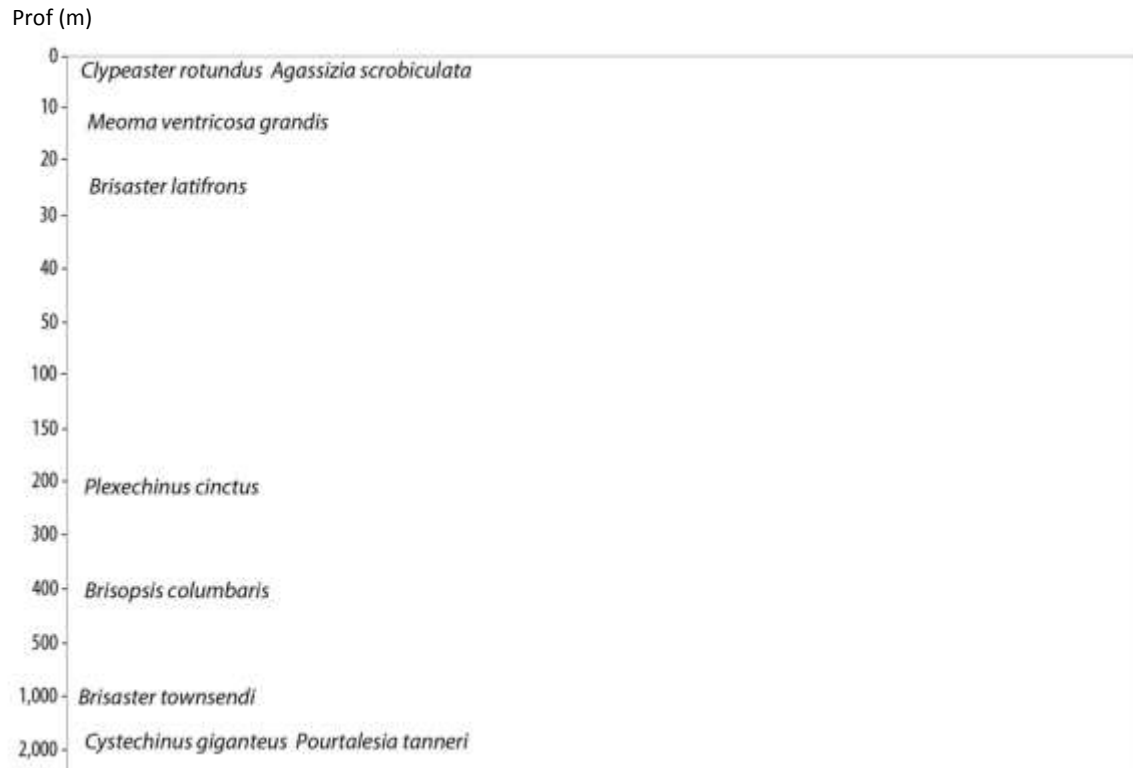 Prof (m)
0
Clypeaster rotundus Agassizia scrobiculata
10
Meoma ventricosa grandis
20
Brisaster latifrons
30
40
50
100
150
200
Plexechinus cinctus
300
400
Brisopsis columbaris
500
1,000
Brisaster townsendi
2,000
Cystechinus giganteus Pourtalesia tanneri